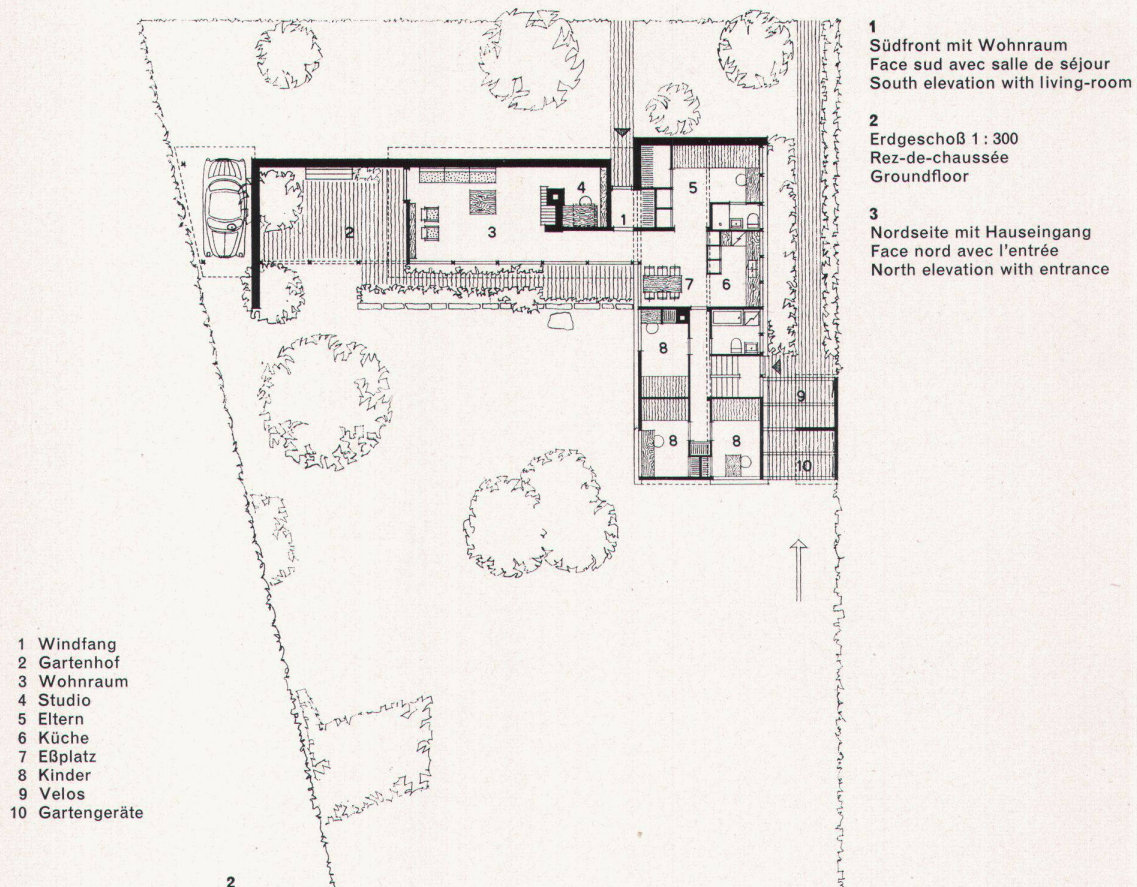 1
Südfront mit Wohnraum
Face sud avec salle de séjour
South elevation with living-room
2
Erdgeschoß 1 : 300
Rez-de-chaussée
Groundfloor
3
Nordseite mit Hauseingang
Face nord avec l'entrée
North elevation with entrance
2
3
4
1
5
6
7
8
8
8
9
10
1 Windfang
2 Gartenhof
3 Wohnraum
4 Studio
5 Eltern
6 Küche
7 Eßplatz
8 Kinder
9 Velos
10 Gartengeräte
2